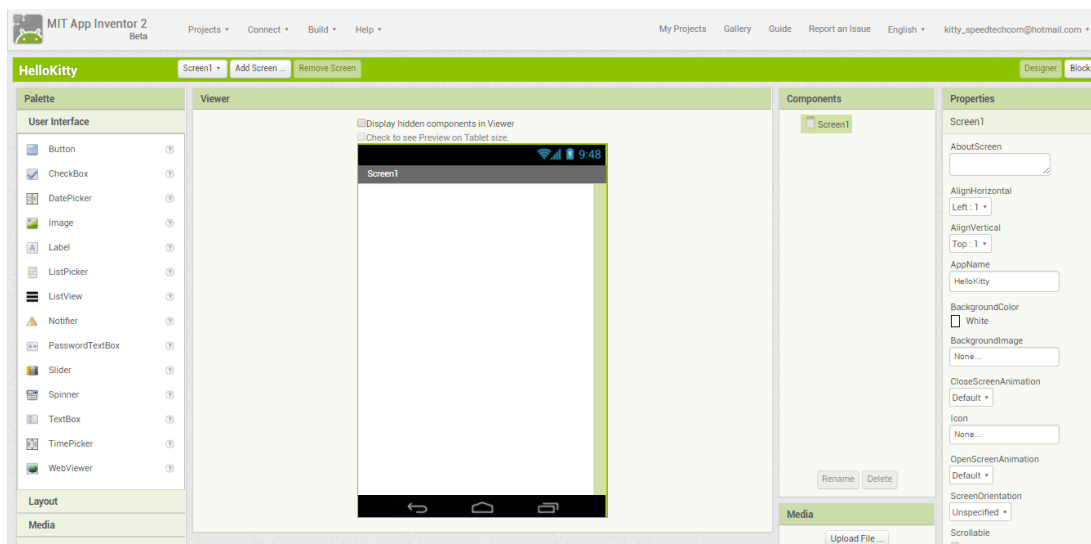 MIT App Inventor 2
Beta
Projects Connect Build Help
My Projects Gallery Guide Report an Issue English kitty_speedtechcom@hotmail.com
HelloKitty
Screen1 Add Screen ... Remove Screen
Designer Blocks
Palette
User Interface
Button
CheckBox
DatePicker
Image
Label
ListPicker
ListView
Notifier
PasswordTextBox
Slider
Spinner
TextBox
TimePicker
WebViewer
Layout
Media
Viewer
Display hidden components in Viewer
Check to see Preview on Tablet size.
9:48
Screen1
Components
Screen1
Rename Delete
Media
Upload File ...
Properties
Screen1
AboutScreen
AlignHorizontal
Left : 1
AlignVertical
Top : 1
AppName
HelloKitty
BackgroundColor
White
BackgroundImage
None...
CloseScreenAnimation
Default
Icon
None...
OpenScreenAnimation
Default
ScreenOrientation
Unspecified
Scrollable